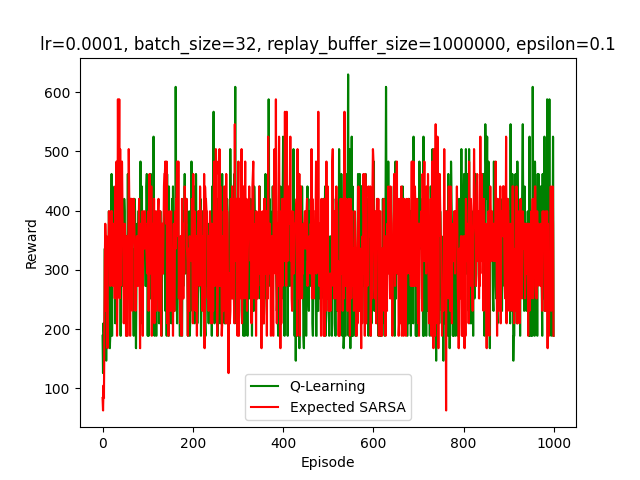 lr=0.0001, batch_size=32, replay_buffer_size=1000000, epsilon=0.1
Reward
600
500
400
300
200
100
Q-Learning
Expected SARSA
0
200
400
600
800
1000
Episode